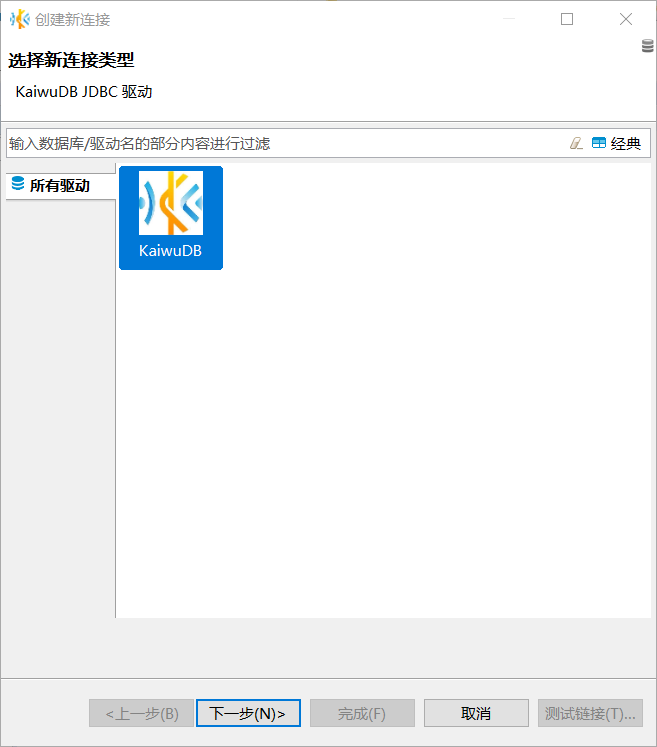 创建新连接
选择新连接类型
KaiwuDB JDBC 驱动
输入数据库/驱动名的部分内容进行过滤
经典
所有驱动
KaiwuDB
<上一步(B)
下一步(N)>
完成(F)
取消
测试链接(T)...